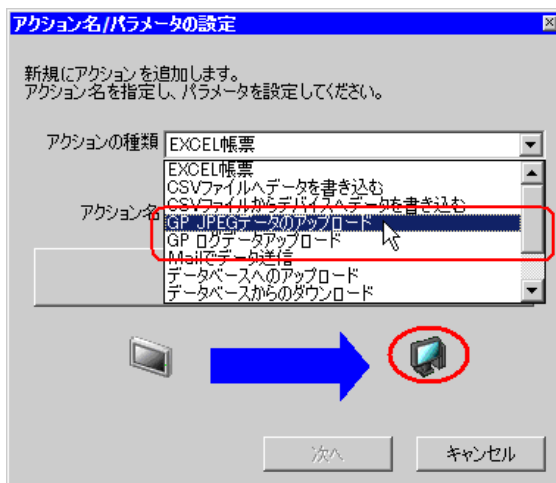 アクション名/パラメータの設定
新規にアクションを追加します。
アクション名を指定し、パラメータを設定してください。
アクションの種類 EXCEL帳票
EXCEL帳票
CSVファイルへデータを書き込む
アクション名 CSVファイルからデバイスへデータを書き込む
GP JPEGデータのアップロード
GP ログデータアップロード
Mailでデータ送信
データベースへのアップロード
データベースからのダウンロード
次へ キャンセル